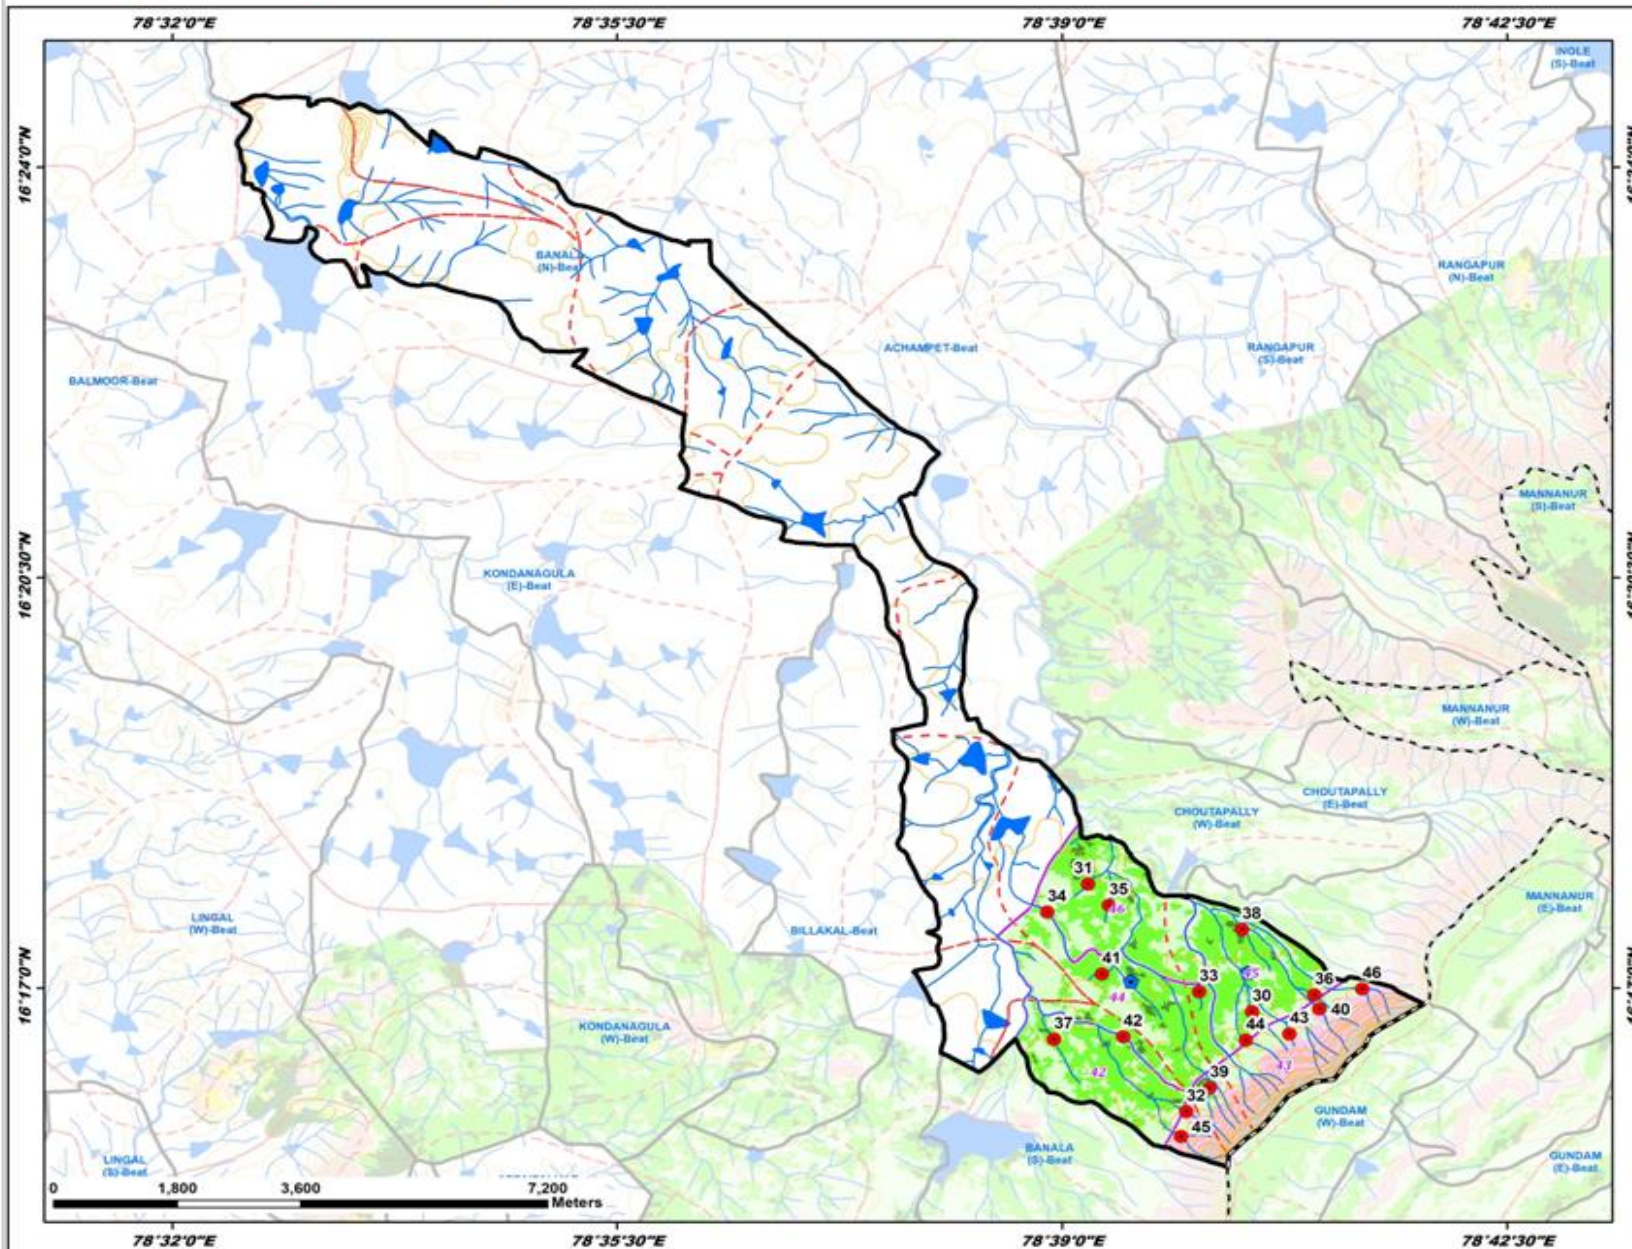 78°32'0"E 78°35'30"E 78°39'0"E 78°42'30"E
INOLE
(S)-Beat
16°24'0"N
BANALA
(N)-Beat
RANGAPUR
(N)-Beat
ACHAMPET-Beat
RANGAPUR
(S)-Beat
BALMOOR-Beat
MANNANUR
(S)-Beat
16°20'30"N
KONDANAGULA
(E)-Beat
MANNANUR
(W)-Beat
CHOUTAPALLY
(E)-Beat
CHOUTAPALLY
(W)-Beat
31
35
34
46
38
MANNANUR
(E)-Beat
LINGAL
(W)-Beat
BILLAKAL-Beat
41
33
45
36
46
16°17'0"N
44
30
40
37
42
44
43
KONDANAGULA
(W)-Beat
42
39
43
32
45
GUNDAM
(W)-Beat
BANALA
(S)-Beat
LINGAL
(S)-Beat
GUNDAM
(E)-Beat
0 1,800 3,600 7,200
Meters
78°32'0"E 78°35'30"E 78°39'0"E 78°42'30"E